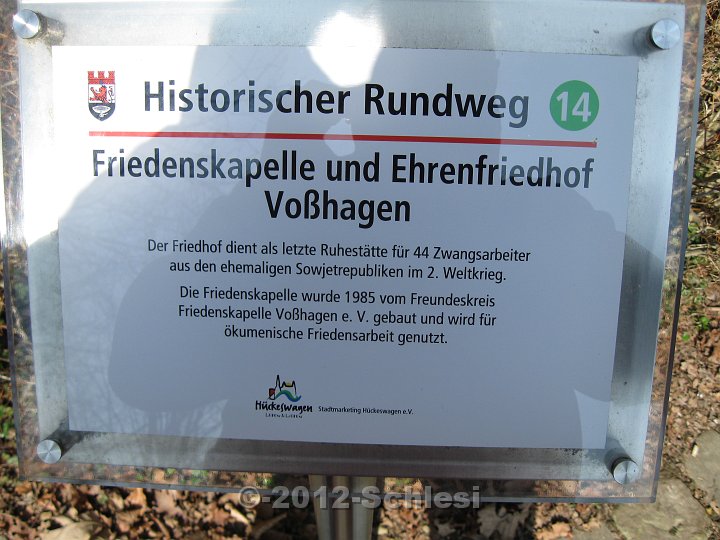 Historischer Rundweg 14
Friedenskapelle und Ehrenfriedhof
Voßhagen
Der Friedhof dient als letzte Ruhestätte für 44 Zwangsarbeiter
aus den ehemaligen Sowjetrepubliken im 2. Weltkrieg.
Die Friedenskapelle wurde 1985 vom Freundeskreis
Friedenskapelle Voßhagen e. V. gebaut und wird für
ökumenische Friedensarbeit genutzt.
Hückeswagen Stadtmarketing Hückeswagen e.V.
© - 2012-Schlesi